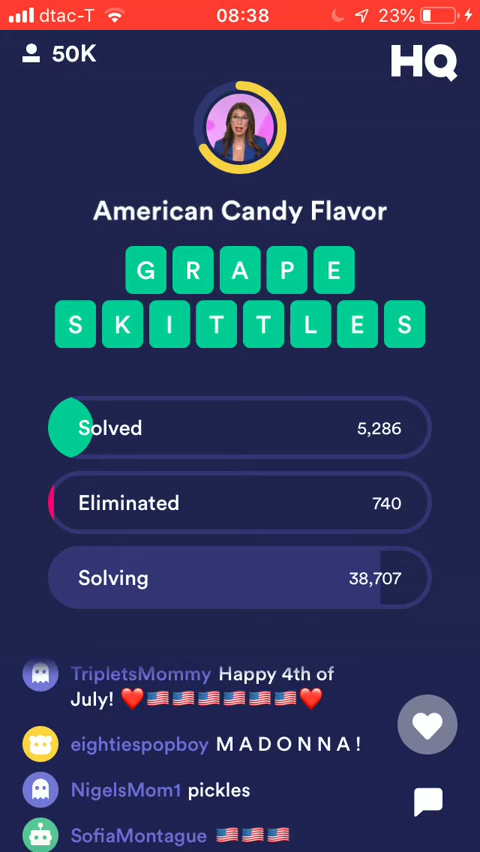 dtac-T 08:38 23%
50K HQ
American Candy Flavor
GRAPE
SKITTLES
Solved 5,286
Eliminated 740
Solving 38,707
TripletsMommy Happy 4th of
July! ❤️🇺🇸🇺🇸🇺🇸🇺🇸🇺🇸🇺🇸❤️
eightiespopboy M A D O N N A !
NigelsMom1 pickles
SofiaMontague 🇺🇸🇺🇸🇺🇸